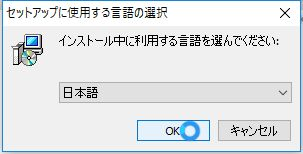 セットアップに使用する言語の選択
インストール中に利用する言語を選んでください:
日本語
OK
キャンセル